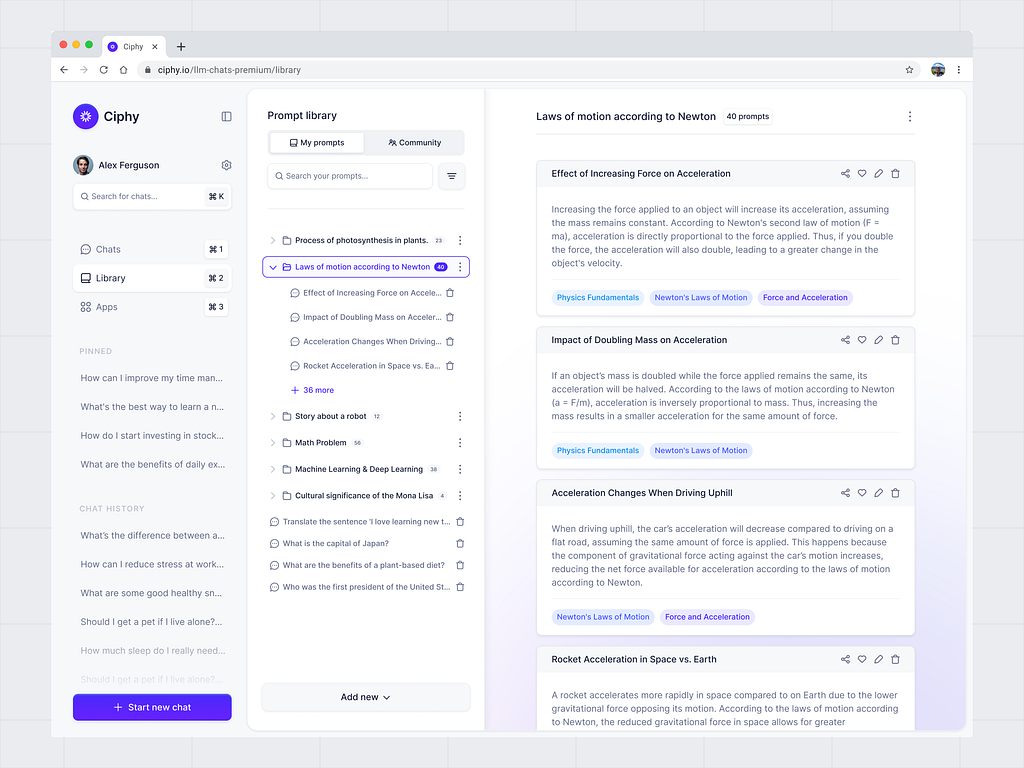 Ciphy
ciphy.io/llm-chats-premium/library
Ciphy
Alex Ferguson
Search for chats...
⌘ K
Chats
⌘ 1
Library
⌘ 2
Apps
⌘ 3
PINNED
How can I improve my time man...
What's the best way to learn a n...
How do I start investing in stock...
What are the benefits of daily ex...
CHAT HISTORY
What's the difference between a...
How can I reduce stress at work...
What are some good healthy sn...
Should I get a pet if I live alone?...
How much sleep do I really need...
Should I get a pet if I live alone?...
Start new chat
Prompt library
My prompts
Community
Search your prompts...
Process of photosynthesis in plants. 23
Laws of motion according to Newton 40
Effect of Increasing Force on Accele...
Impact of Doubling Mass on Acceler...
Acceleration Changes When Driving...
Rocket Acceleration in Space vs. Ea...
36 more
Story about a robot 12
Math Problem 56
Machine Learning & Deep Learning 38
Cultural significance of the Mona Lisa 4
Translate the sentence 'I love learning new t...
What is the capital of Japan?
What are the benefits of a plant-based diet?
Who was the first president of the United St...
Add new
Laws of motion according to Newton
40 prompts
Effect of Increasing Force on Acceleration
Increasing the force applied to an object will increase its acceleration, assuming
the mass remains constant. According to Newton's second law of motion (F =
ma), acceleration is directly proportional to the force applied. Thus, if you double
the force, the acceleration will also double, leading to a greater change in the
object's velocity.
Physics Fundamentals
Newton's Laws of Motion
Force and Acceleration
Impact of Doubling Mass on Acceleration
If an object's mass is doubled while the force applied remains the same, its
acceleration will be halved. According to the laws of motion according to Newton
(a = F/m), acceleration is inversely proportional to mass. Thus, increasing the
mass results in a smaller acceleration for the same amount of force.
Physics Fundamentals
Newton's Laws of Motion
Acceleration Changes When Driving Uphill
When driving uphill, the car's acceleration will decrease compared to driving on a
flat road, assuming the same amount of force is applied. This happens because
the component of gravitational force acting against the car's motion increases,
reducing the net force available for acceleration according to the laws of motion
according to Newton.
Newton's Laws of Motion
Force and Acceleration
Rocket Acceleration in Space vs. Earth
A rocket accelerates more rapidly in space compared to on Earth due to the lower
gravitational force opposing its motion. According to the laws of motion according
to Newton, the reduced gravitational force in space allows for greater